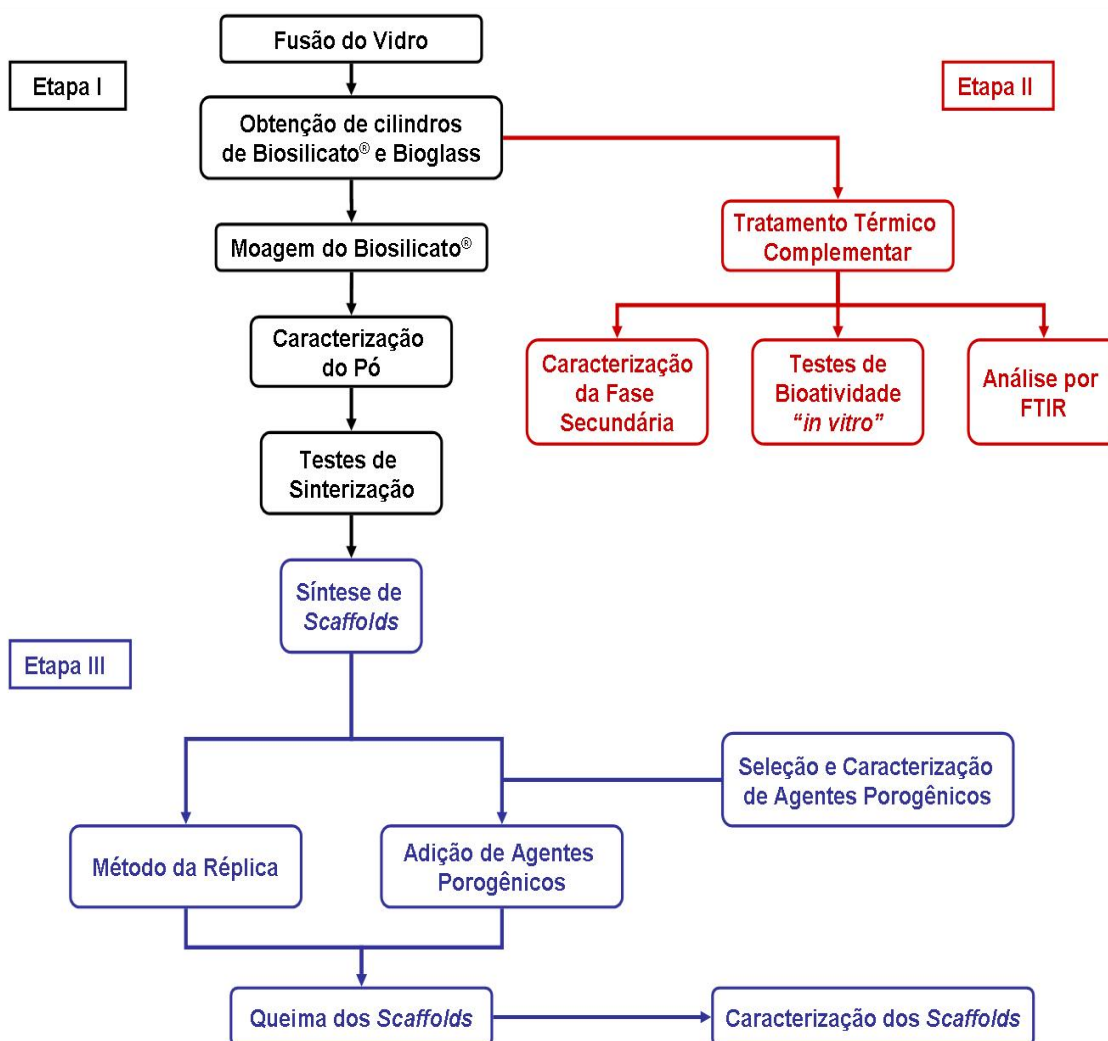 Fusão do Vidro
Etapa I
Etapa II
Obtenção de cilindros
de Biosilicato® e Bioglass
Tratamento Térmico
Complementar
Moagem do Biosilicato®
Caracterização
do Pó
Caracterização
da Fase
Secundária
Testes de
Bioatividade
“in vitro”
Análise por
FTIR
Testes de
Sinterização
Síntese de
Scaffolds
Etapa III
Seleção e Caracterização
de Agentes Porogênicos
Método da Réplica
Adição de Agentes
Porogênicos
Queima dos Scaffolds
Caracterização dos Scaffolds